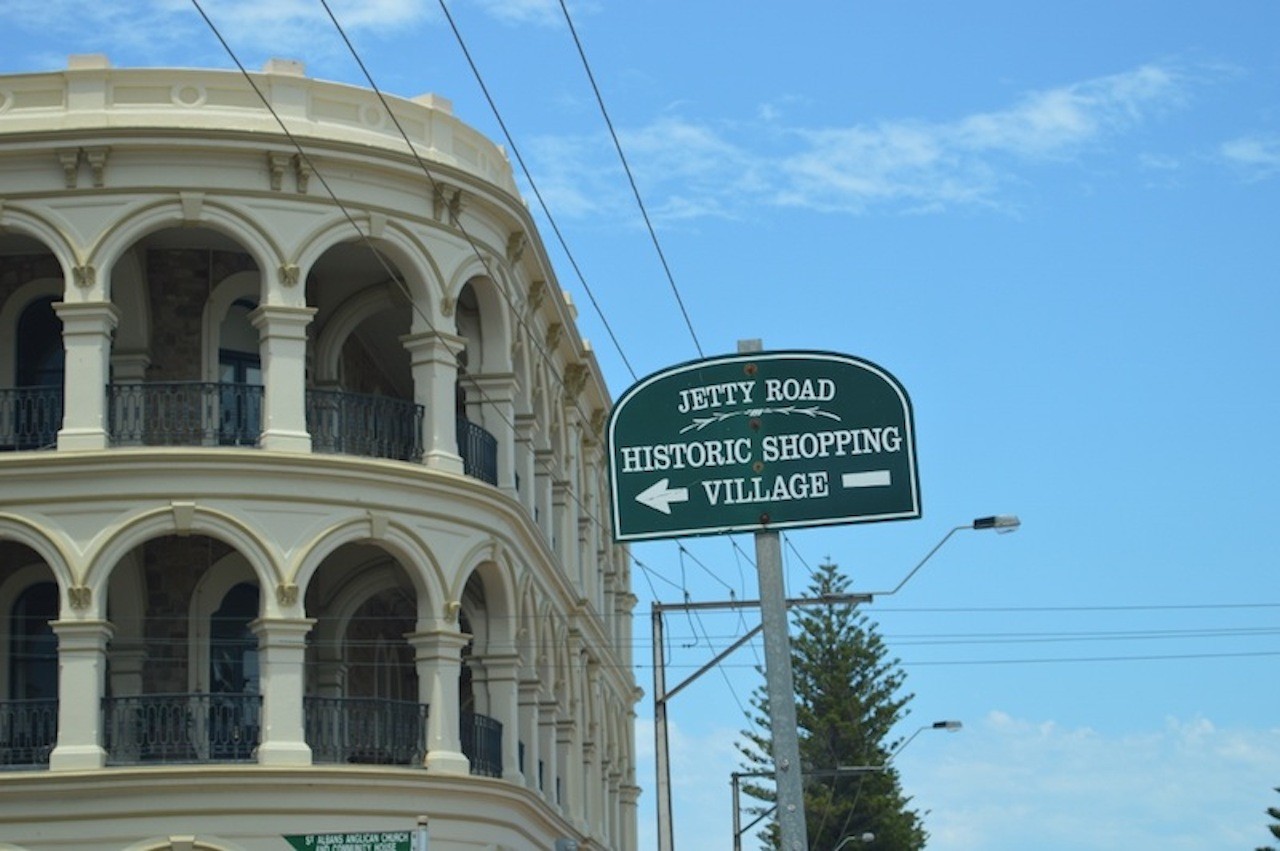 JETTY ROAD
HISTORIC SHOPPING
VILLAGE
ST ALBANS ANGLICAN CHURCH
AND COMMUNITY HOUSE